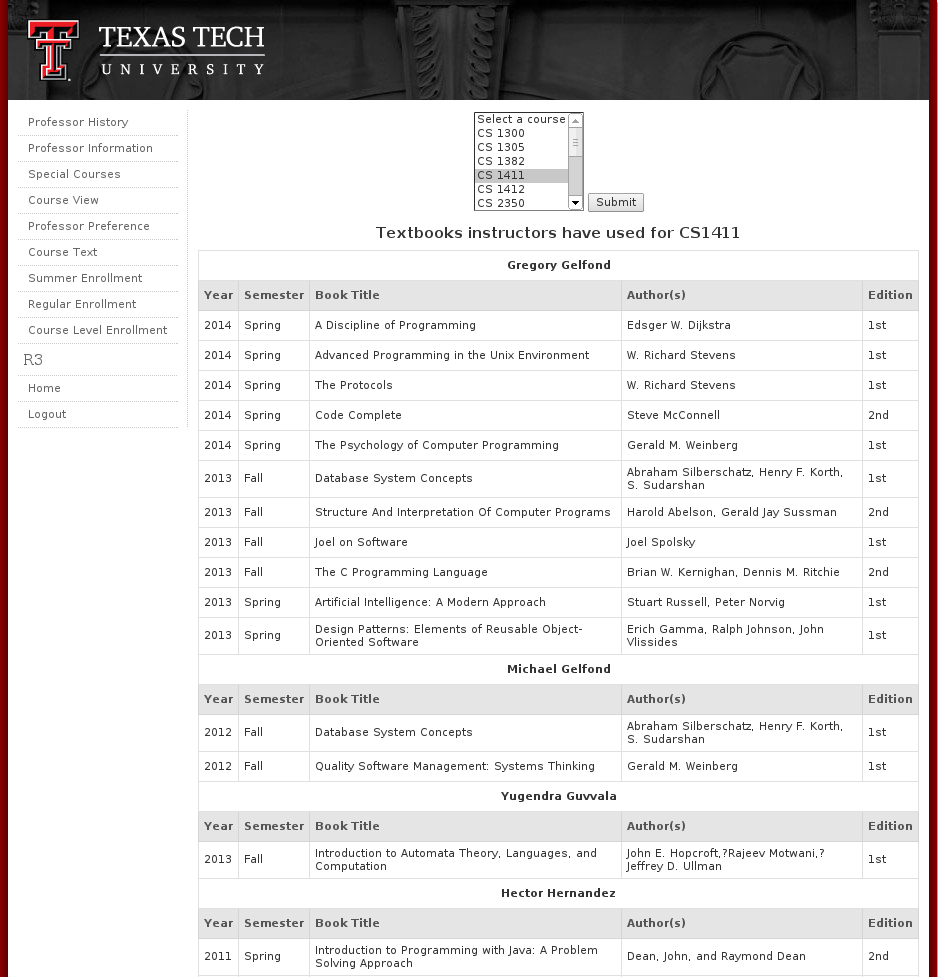 TEXAS TECH
UNIVERSITY
Professor History
Professor Information
Special Courses
Course View
Professor Preference
Course Text
Summer Enrollment
Regular Enrollment
Course Level Enrollment
R3
Home
Logout
Select a course
CS 1300
CS 1305
CS 1382
CS 1411
CS 1412
CS 2350
Submit
Textbooks instructors have used for CS1411
Gregory Gelfond
Year Semester Book Title Author(s) Edition
2014 Spring A Discipline of Programming Edsger W. Dijkstra 1st
2014 Spring Advanced Programming in the Unix Environment W. Richard Stevens 1st
2014 Spring The Protocols W. Richard Stevens 1st
2014 Spring Code Complete Steve McConnell 2nd
2014 Spring The Psychology of Computer Programming Gerald M. Weinberg 1st
2013 Fall Database System Concepts Abraham Silberschatz, Henry F. Korth,
S. Sudarshan 1st
2013 Fall Structure And Interpretation Of Computer Programs Harold Abelson, Gerald Jay Sussman 2nd
2013 Fall Joel on Software Joel Spolsky 1st
2013 Fall The C Programming Language Brian W. Kernighan, Dennis M. Ritchie 2nd
2013 Spring Artificial Intelligence: A Modern Approach Stuart Russell, Peter Norvig 1st
2013 Spring Design Patterns: Elements of Reusable Object-
Oriented Software Erich Gamma, Ralph Johnson, John
Vlissides 1st
Michael Gelfond
Year Semester Book Title Author(s) Edition
2012 Fall Database System Concepts Abraham Silberschatz, Henry F. Korth,
S. Sudarshan 1st
2012 Fall Quality Software Management: Systems Thinking Gerald M. Weinberg 1st
Yugendra Guvvala
Year Semester Book Title Author(s) Edition
2013 Fall Introduction to Automata Theory, Languages, and
Computation John E. Hopcroft,?Rajeev Motwani,?
Jeffrey D. Ullman 1st
Hector Hernandez
Year Semester Book Title Author(s) Edition
2011 Spring Introduction to Programming with Java: A Problem
Solving Approach Dean, John, and Raymond Dean 2nd